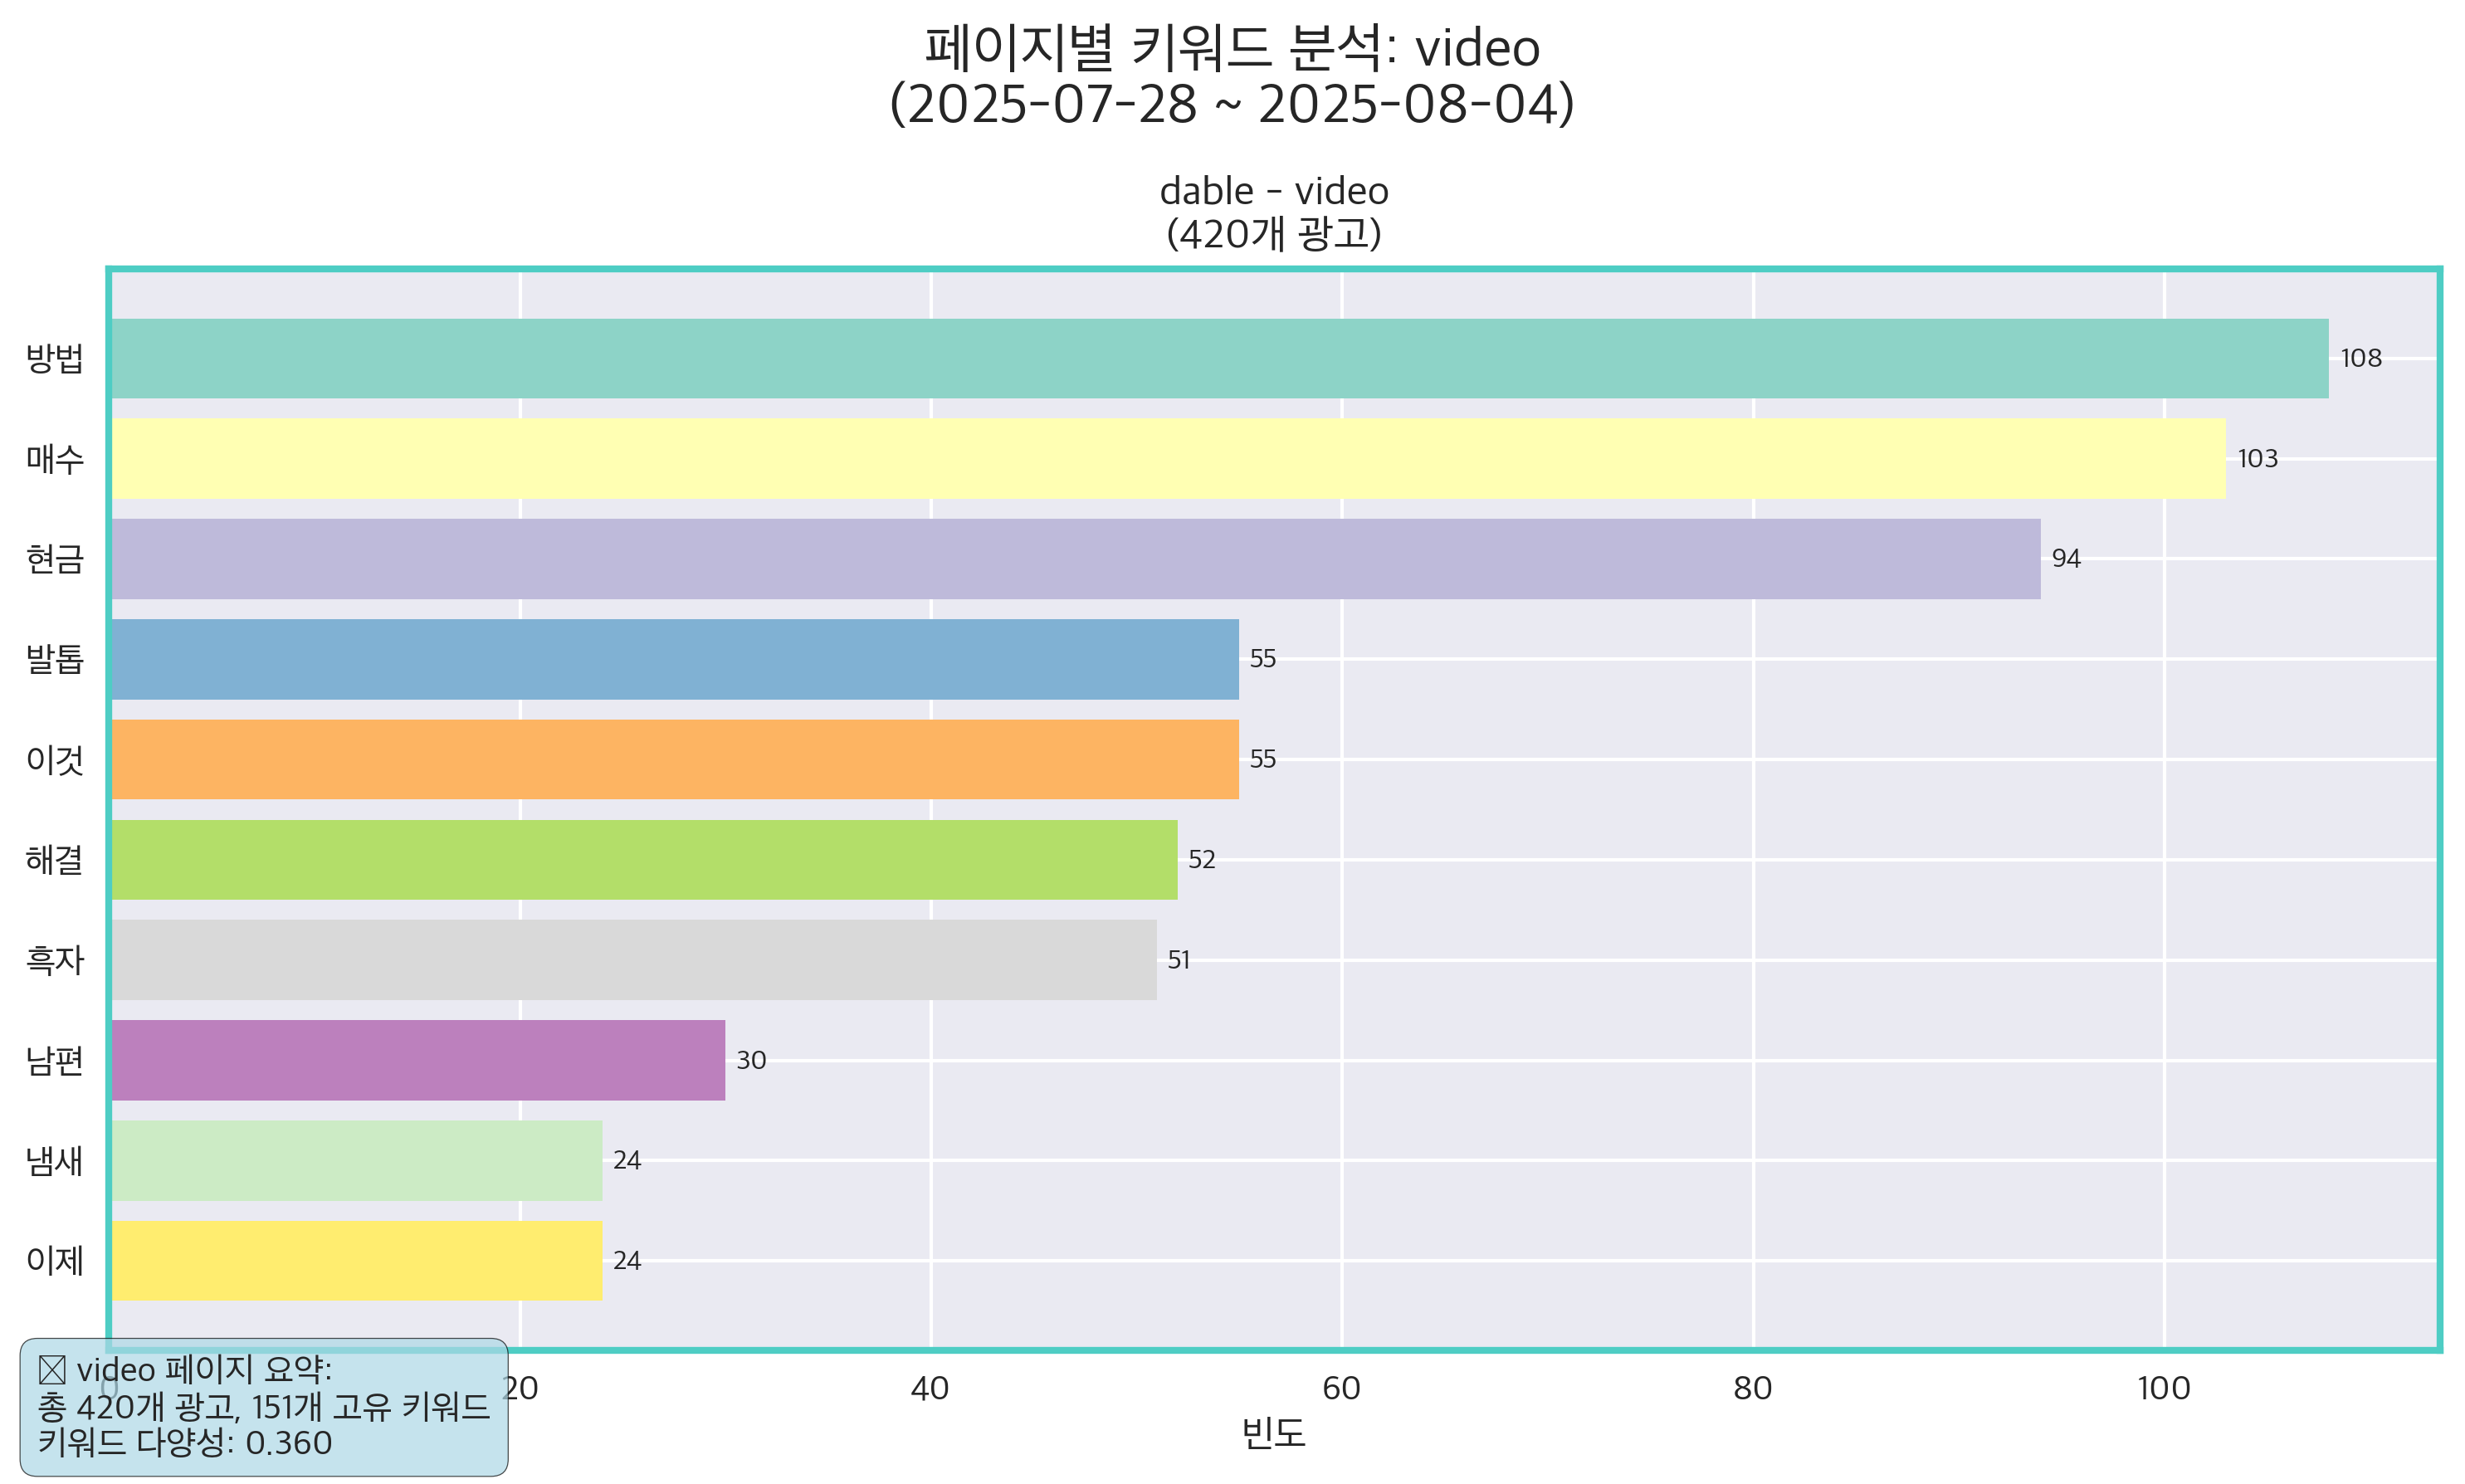 페이지별 키워드 분석: video
(2025-07-28 ~ 2025-08-04)
dable - video
(420개 광고)
방법
108
매수
103
현금
94
발톱
55
이것
55
해결
52
흑자
51
남편
30
냄새
24
이제
24
0
20
40
60
80
100
빈도
video 페이지 요약:
총 420개 광고, 151개 고유 키워드
키워드 다양성: 0.360